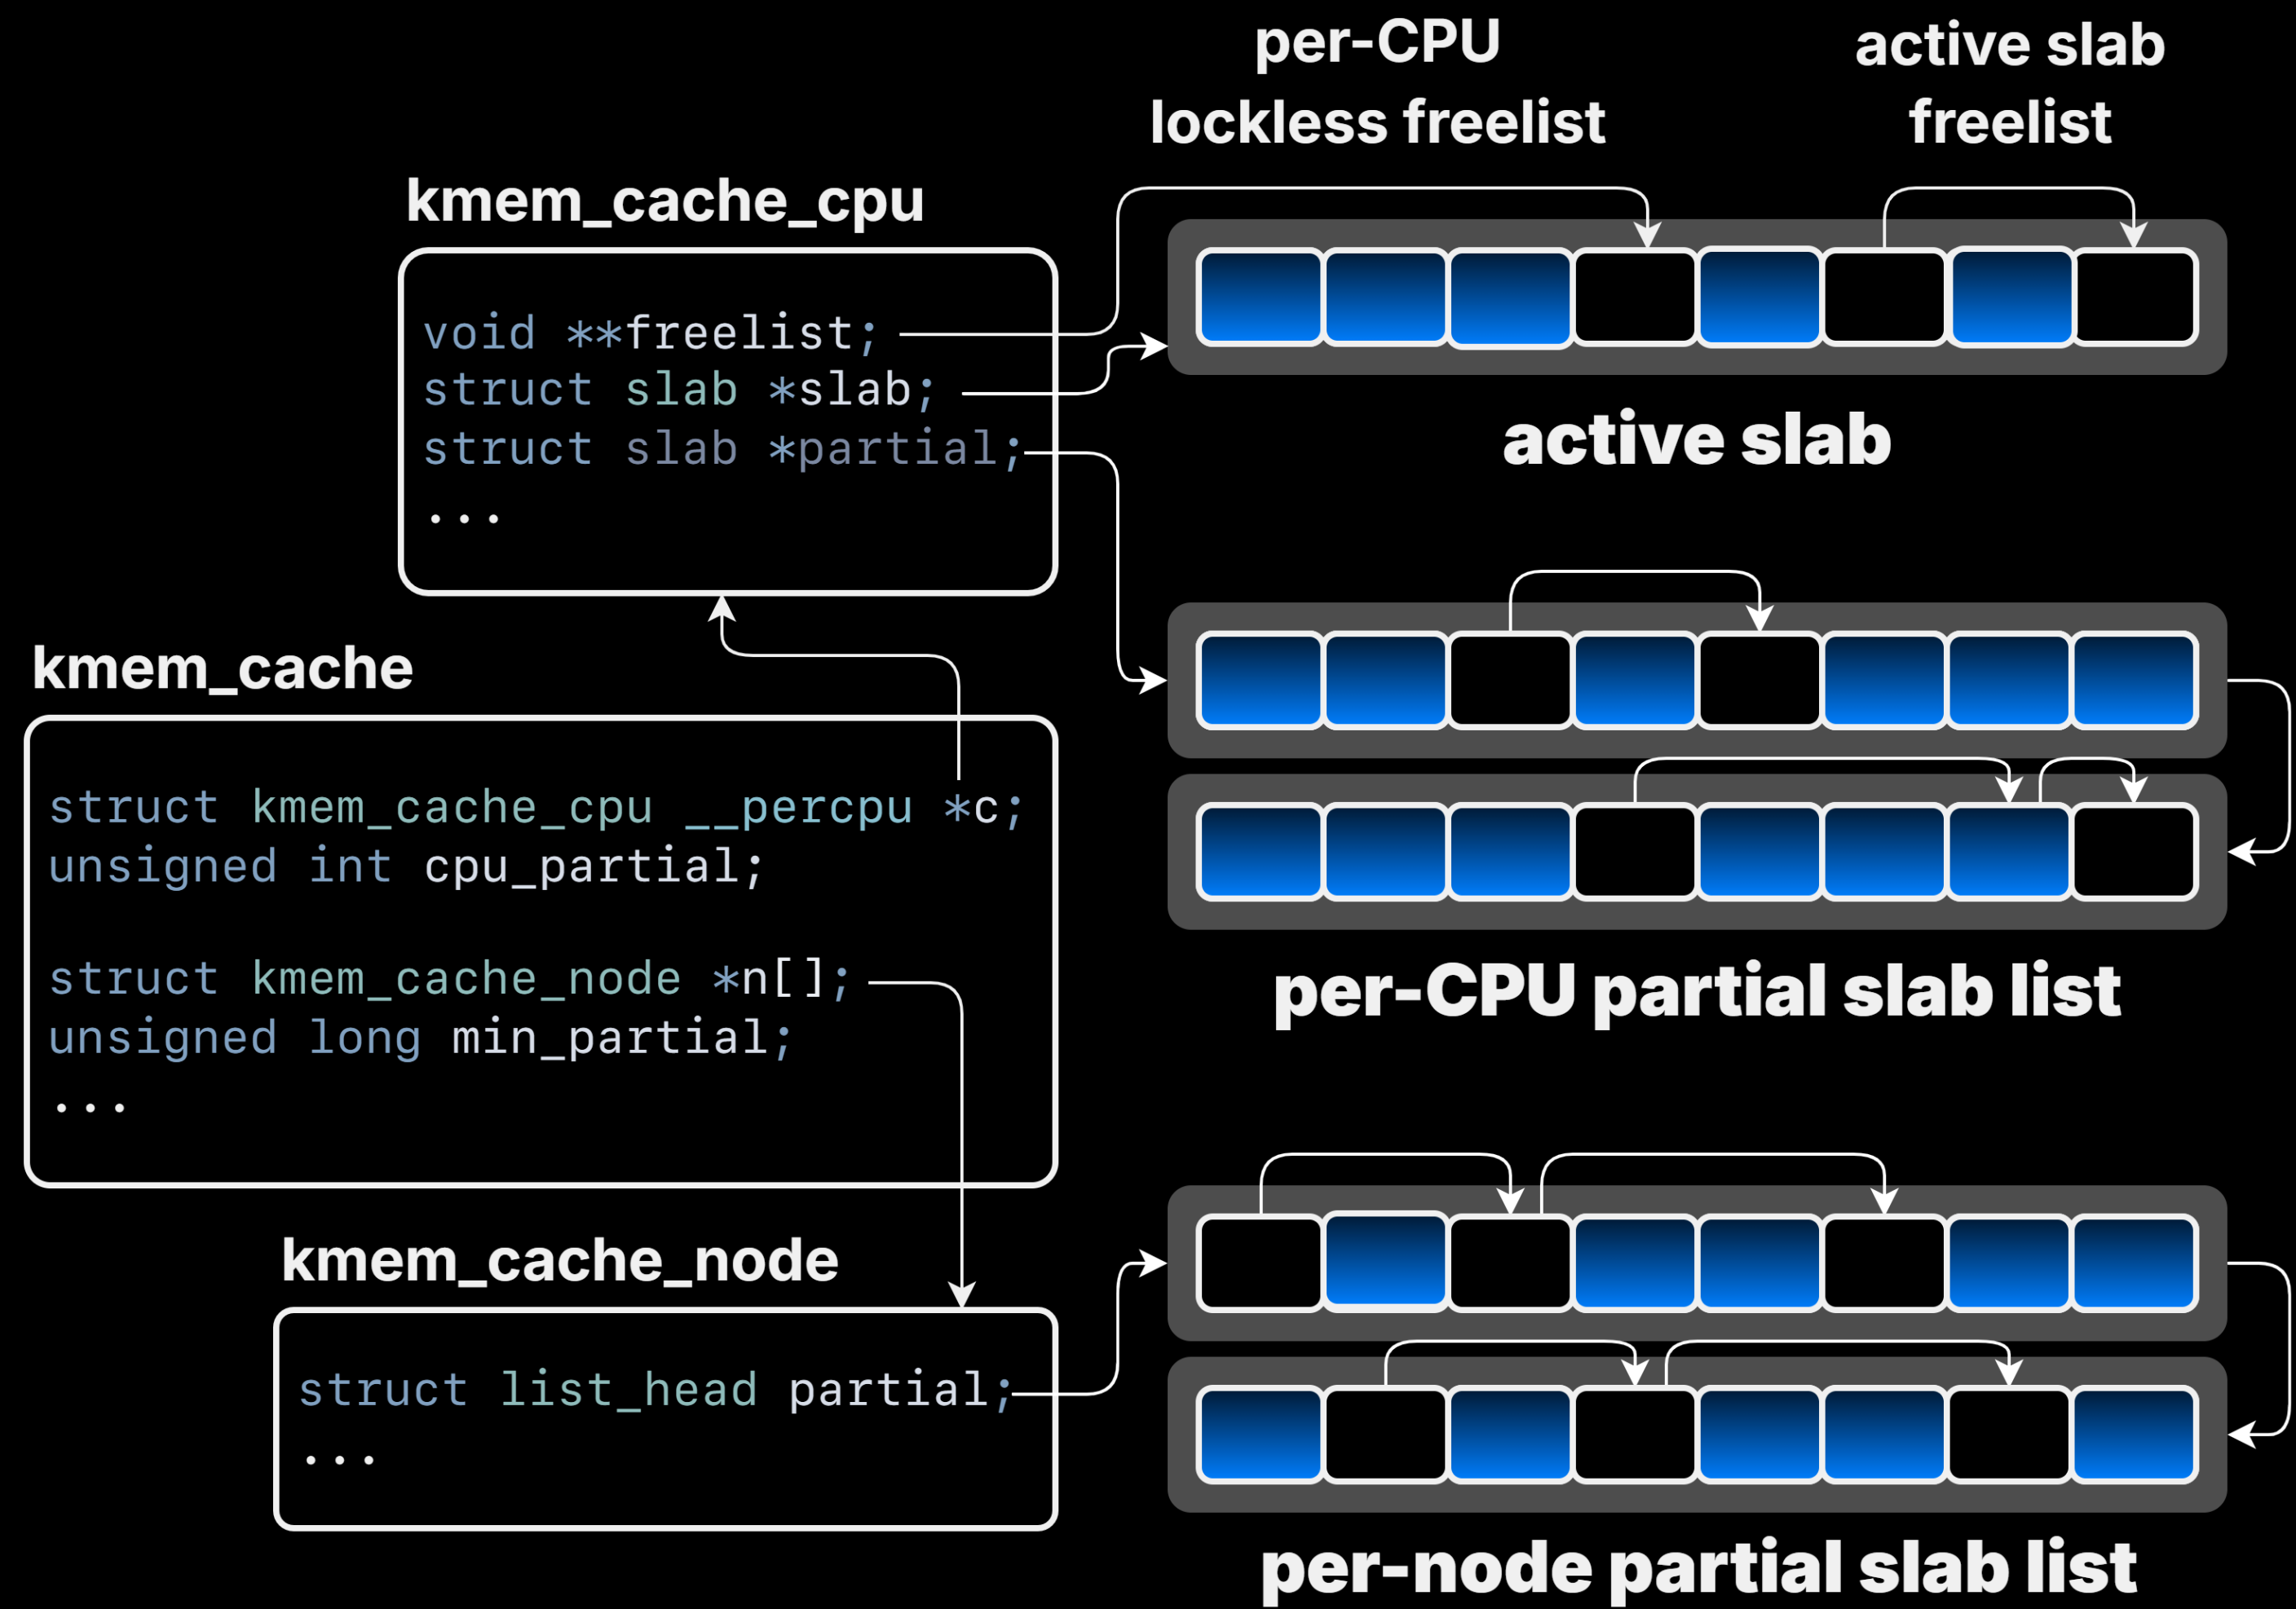 per-CPU
lockless freelist
active slab
freelist
kmem_cache_cpu
void **freelist;
struct slab *slab;
struct slab *partial;
...
active slab
kmem_cache
struct kmem_cache_cpu __percpu *c;
unsigned int cpu_partial;
struct kmem_cache_node *n[];
unsigned long min_partial;
...
per-CPU partial slab list
kmem_cache_node
struct list_head partial;
...
per-node partial slab list